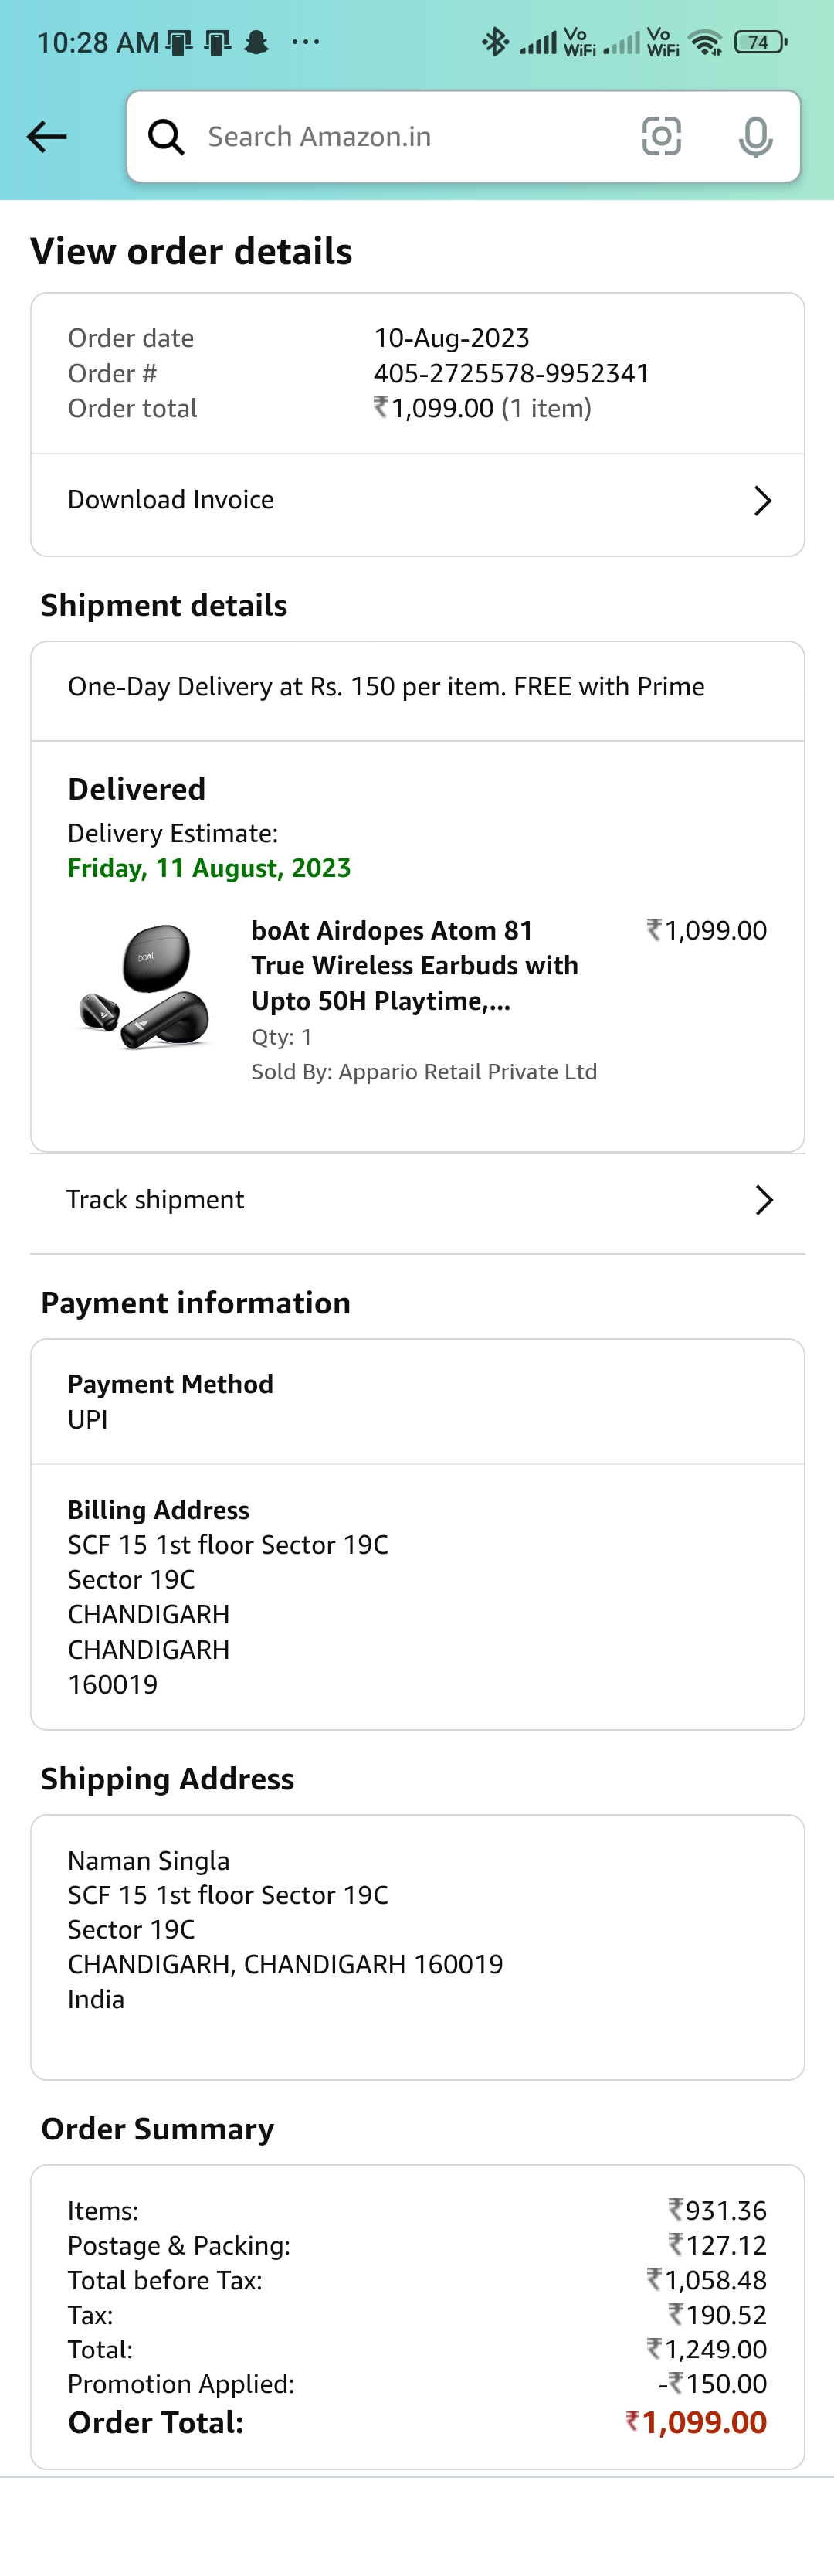 10:28 AM
Vo WiFi
Vo WiFi
74
Search Amazon.in
View order details
Order date 10-Aug-2023
Order # 405-2725578-9952341
Order total ₹1,099.00 (1 item)
Download Invoice
Shipment details
One-Day Delivery at Rs. 150 per item. FREE with Prime
Delivered
Delivery Estimate:
Friday, 11 August, 2023
boAt
boAt Airdopes Atom 81 ₹1,099.00
True Wireless Earbuds with
Upto 50H Playtime,...
Qty: 1
Sold By: Appario Retail Private Ltd
Track shipment
Payment information
Payment Method
UPI
Billing Address
SCF 15 1st floor Sector 19C
Sector 19C
CHANDIGARH
CHANDIGARH
160019
Shipping Address
Naman Singla
SCF 15 1st floor Sector 19C
Sector 19C
CHANDIGARH, CHANDIGARH 160019
India
Order Summary
Items: ₹931.36
Postage & Packing: ₹127.12
Total before Tax: ₹1,058.48
Tax: ₹190.52
Total: ₹1,249.00
Promotion Applied: -₹150.00
Order Total: ₹1,099.00